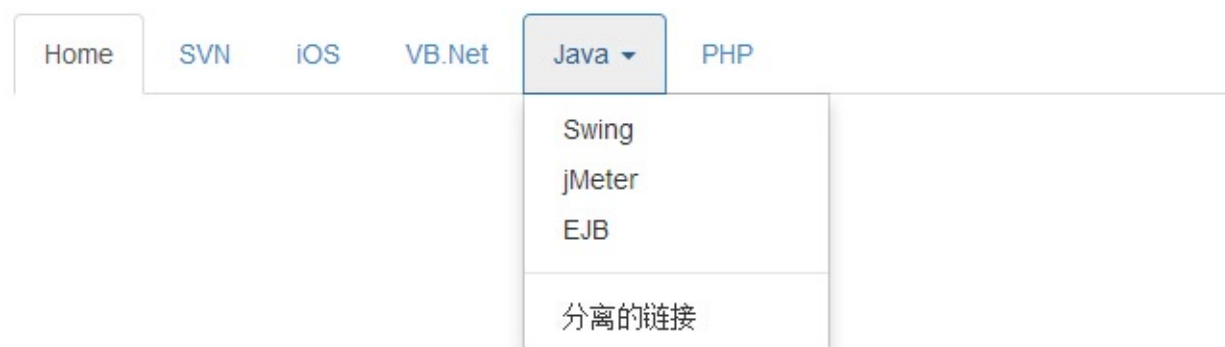 Home SVN iOS VB.Net Java PHP
Swing
jMeter
EJB
分离的链接